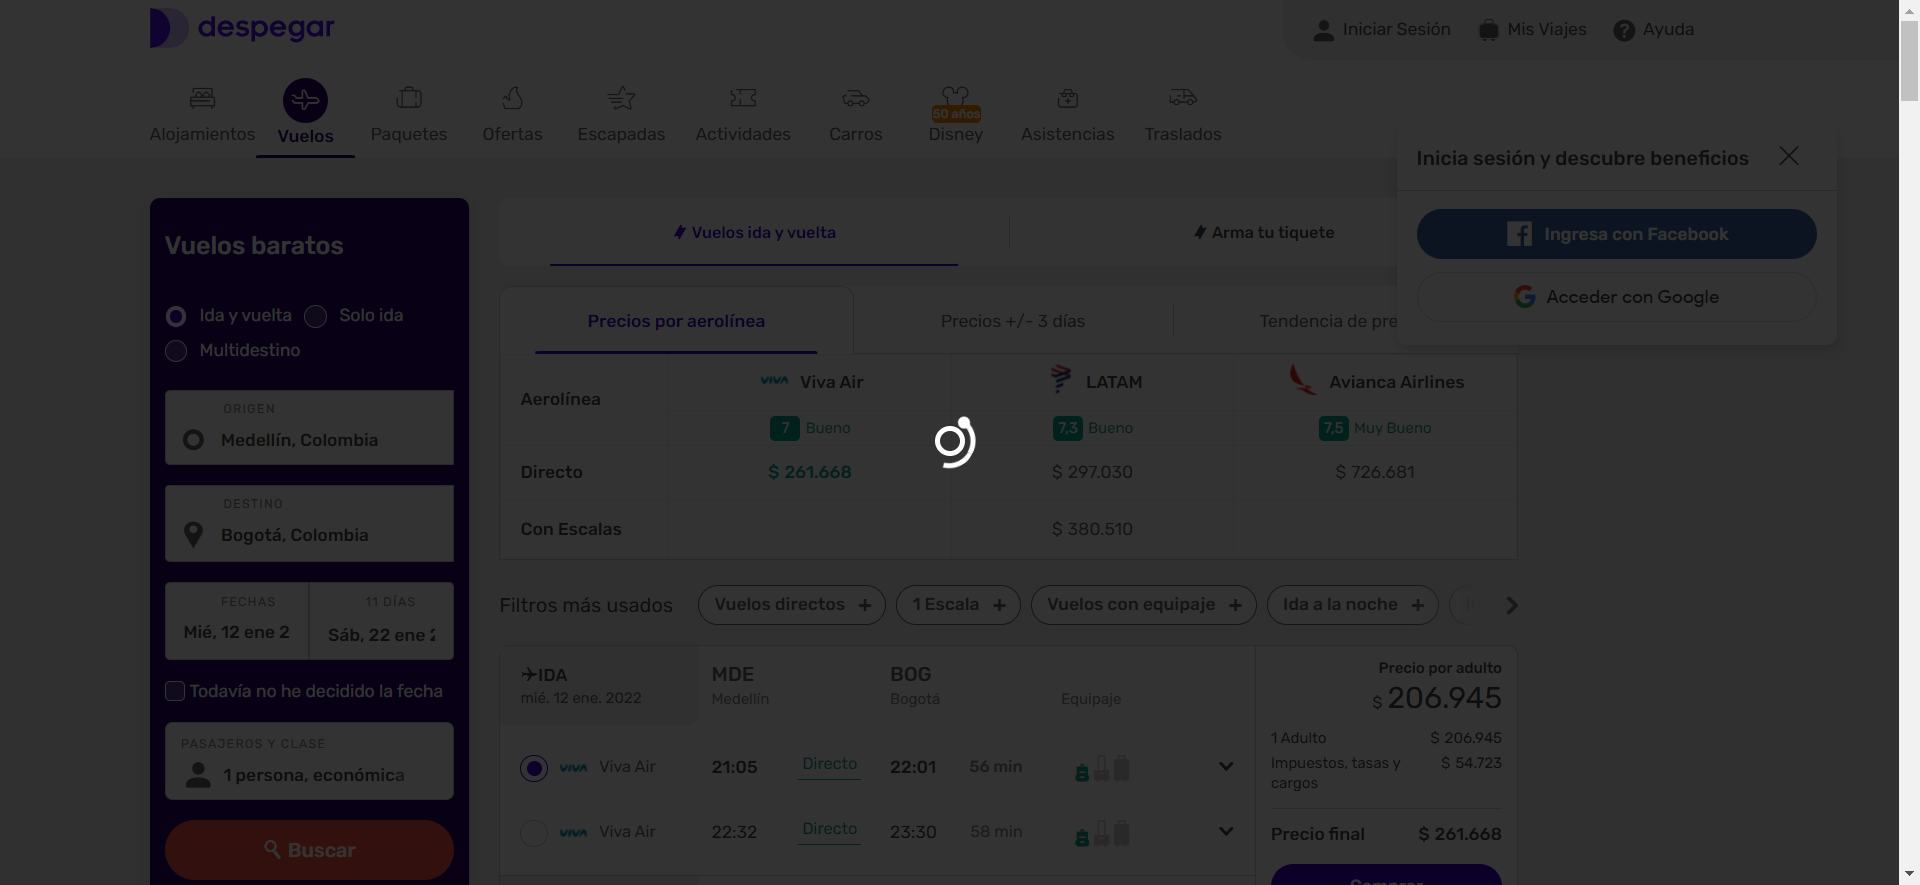 despegar
Iniciar Sesión
Mis Viajes
Ayuda
50 años
Alojamientos
Vuelos
Paquetes
Ofertas
Escapadas
Actividades
Carros
Disney
Asistencias
Traslados
Inicia sesión y descubre beneficios
Ingresa con Facebook
Acceder con Google
Vuelos baratos
Ida y vuelta
Solo ida
Multidestino
ORIGEN
Medellín, Colombia
DESTINO
Bogotá, Colombia
FECHAS
11 DÍAS
Mié, 12 ene 2
Sáb, 22 ene
Todavía no he decidido la fecha
PASAJEROS Y CLASE
1 persona, económica
Buscar
Vuelos ida y vuelta
Arma tu tiquete
Precios por aerolínea
Precios +/- 3 días
Tendencia de pre
Aerolínea
VIVA Viva Air
LATAM
Avianca Airlines
7 Bueno
7,3 Bueno
7,5 Muy Bueno
Directo
$ 261.668
$ 297.030
$ 726.681
Con Escalas
$ 380.510
Filtros más usados
Vuelos directos +
1 Escala +
Vuelos con equipaje +
Ida a la noche +
IDA
mié. 12 ene. 2022
MDE
Medellín
BOG
Bogotá
Equipaje
VIVA Viva Air
21:05
Directo
22:01
56 min
VIVA Viva Air
22:32
Directo
23:30
58 min
Precio por adulto
$ 206.945
1 Adulto
$ 206.945
Impuestos, tasas y
cargos
$ 54.723
Precio final
$ 261.668
Comprar